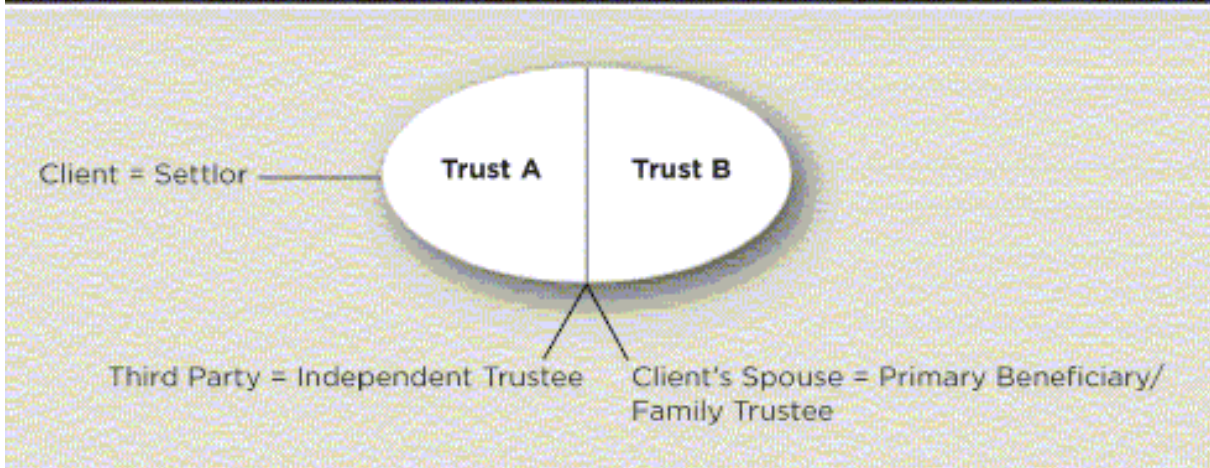 Client = Settlor
Trust A
Trust B
Third Party = Independent Trustee
Client's Spouse = Primary Beneficiary/
Family Trustee